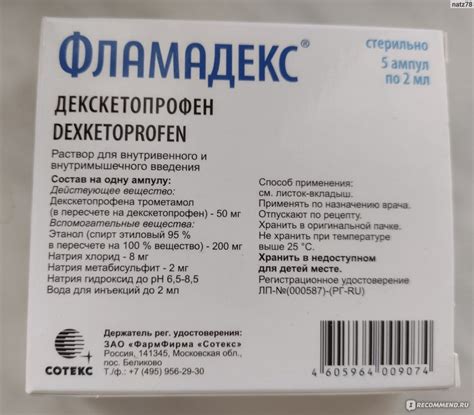 natz78
ФЛАМАДЕКС®
стерильно
5 ампул
по 2 мл
ДЕКСКЕТОПРОФЕН
DEXKETOPROFEN
Раствор для внутривенного и
внутримышечного введения
Состав на одну ампулу:
Действующее вещество:
Декскетопрофена трометамол
(в пересчете на декскетопрофен) - 50 мг
Вспомогательные вещества:
Этанол (спирт этиловый 95 %
в пересчете на 100 % вещество) - 200 мг
Натрия хлорид - 8 мг
Натрия метабисульфит - 2 мг
Натрия гидроксид до pH 6,5-8,5
Вода для инъекций до 2 мл
Способ применения:
см. листок-вкладыш.
Применять по назначению врача.
Отпускают по рецепту.
Хранить в оригинальной пачке.
Не хранить при температуре
выше 25 °C.
Хранить в недоступном
для детей месте.
Регистрационное удостоверение
ЛП-№(000587)-(РГ-RU)
СОТЕКС
Держатель рег. удостоверения:
ЗАО «ФармФирма «Сотекс»
Россия, 141345, Московская обл.,
пос. Беликово
Т./ф. +7 (495) 956-29-30
4 605964 009074
RECOMMEND.RU